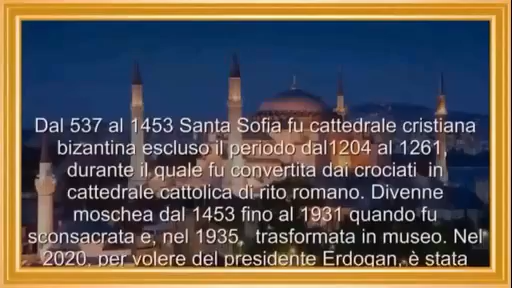 Dal 537 al 1453 Santa Sofia fu cattedrale cristiana
bizantina escluso il periodo dal1204 al 1261,
durante il quale fu convertita dai crociati in
cattedrale cattolica di rito romano. Divenne
moschea dal 1453 fino al 1931 quando fu
sconsacrata e, nel 1935, trasformata in museo. Nel
2020, per volere del presidente Erdogan, è stata